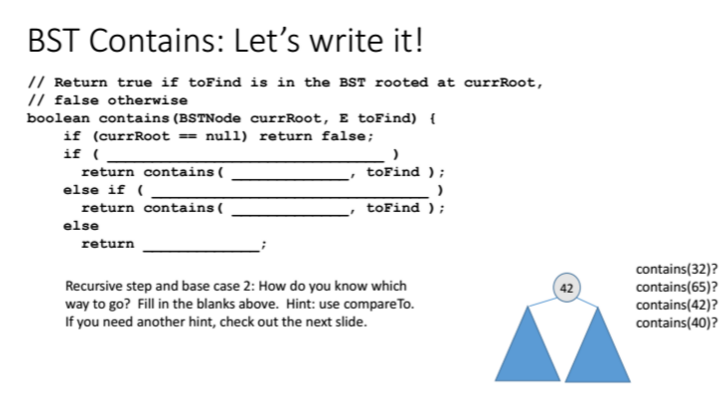 BST Contains: Let's write it!
// Return true if toFind is in the BST rooted at currRoot,
// false otherwise
boolean contains(BSTNode currRoot, E toFind) {
if (currRoot == null) return false;
if ( ______________________________ )
return contains( _____________, toFind );
else if ( ______________________________ )
return contains( _____________, toFind );
else
return _____________;
Recursive step and base case 2: How do you know which
way to go? Fill in the blanks above. Hint: use compareTo.
If you need another hint, check out the next slide.
42
contains(32)?
contains(65)?
contains(42)?
contains(40)?